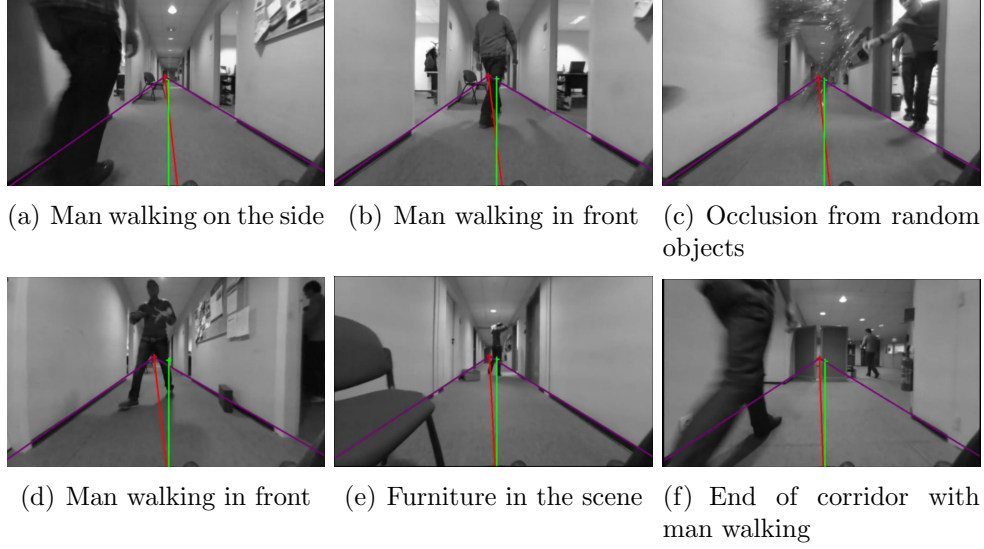 (a) Man walking on the side
(b) Man walking in front
(c) Occlusion from random
objects
(d) Man walking in front
(e) Furniture in the scene
(f) End of corridor with
man walking